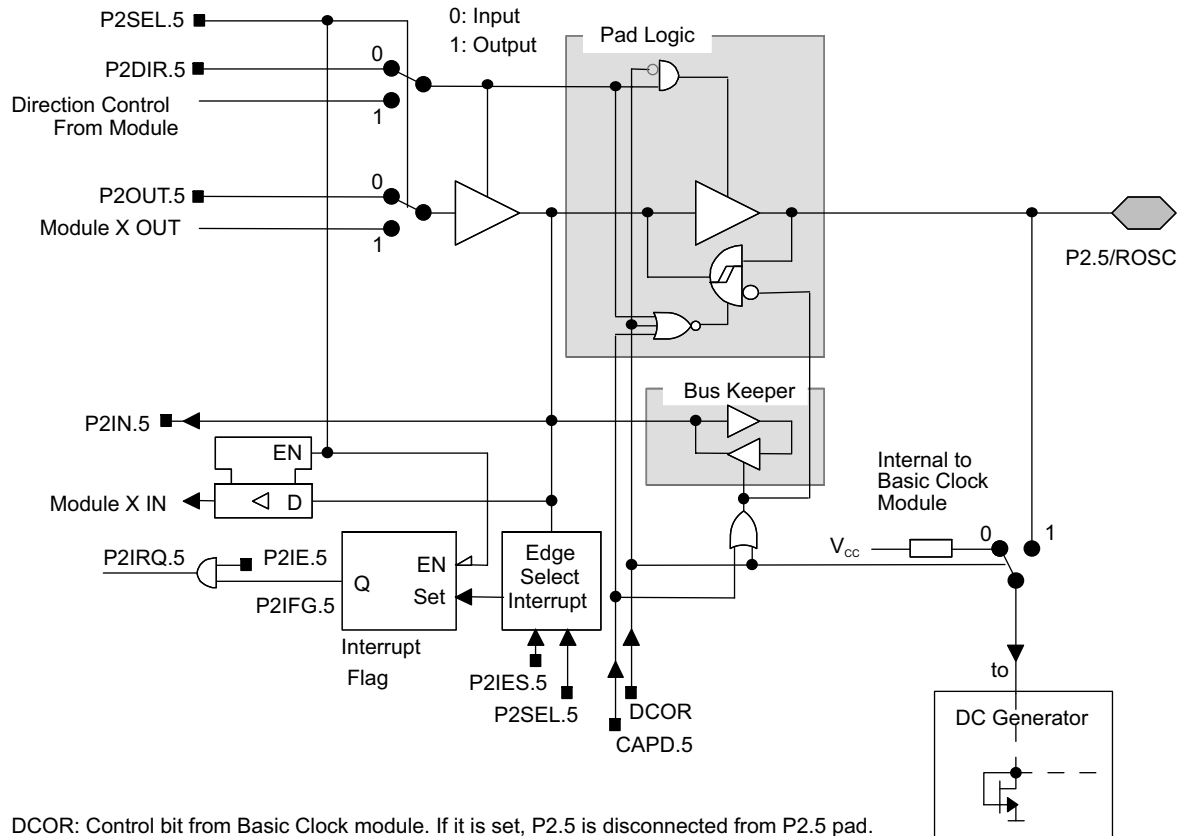 P2SEL.5
0: Input
1: Output
Pad Logic
P2DIR.5
0
Direction Control
From Module
1
P2OUT.5
0
Module X OUT
1
P2.5/ROSC
Bus Keeper
P2IN.5
EN
Module X IN
D
Internal to
Basic Clock
Module
VCC
0
1
P2IRQ.5
P2IE.5
P2IFG.5
Q
EN
Set
Interrupt
Flag
Edge
Select
Interrupt
P2IES.5
P2SEL.5
DCOR
CAPD.5
to
DC Generator
DCOR: Control bit from Basic Clock module. If it is set, P2.5 is disconnected from P2.5 pad.